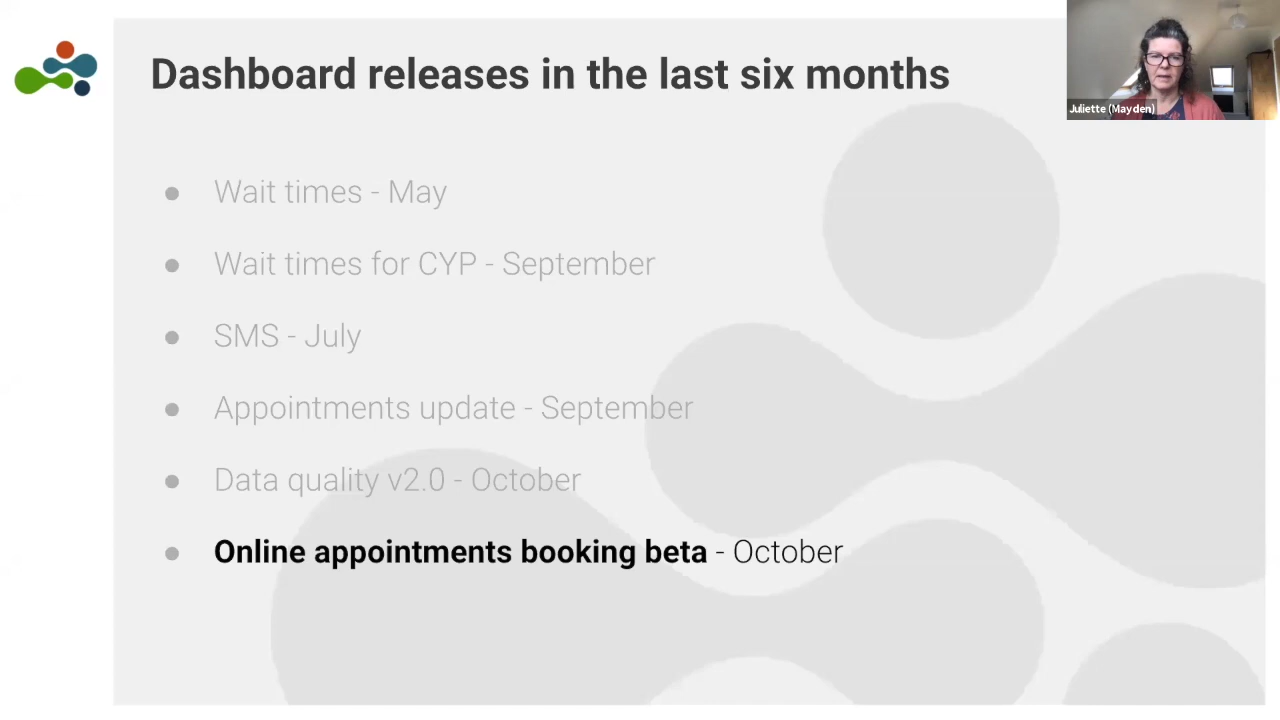 Dashboard releases in the last six months
Juliette (Mayden)
● Wait times - May
● Wait times for CYP - September
● SMS - July
● Appointments update - September
● Data quality v2.0 - October
● Online appointments booking beta - October